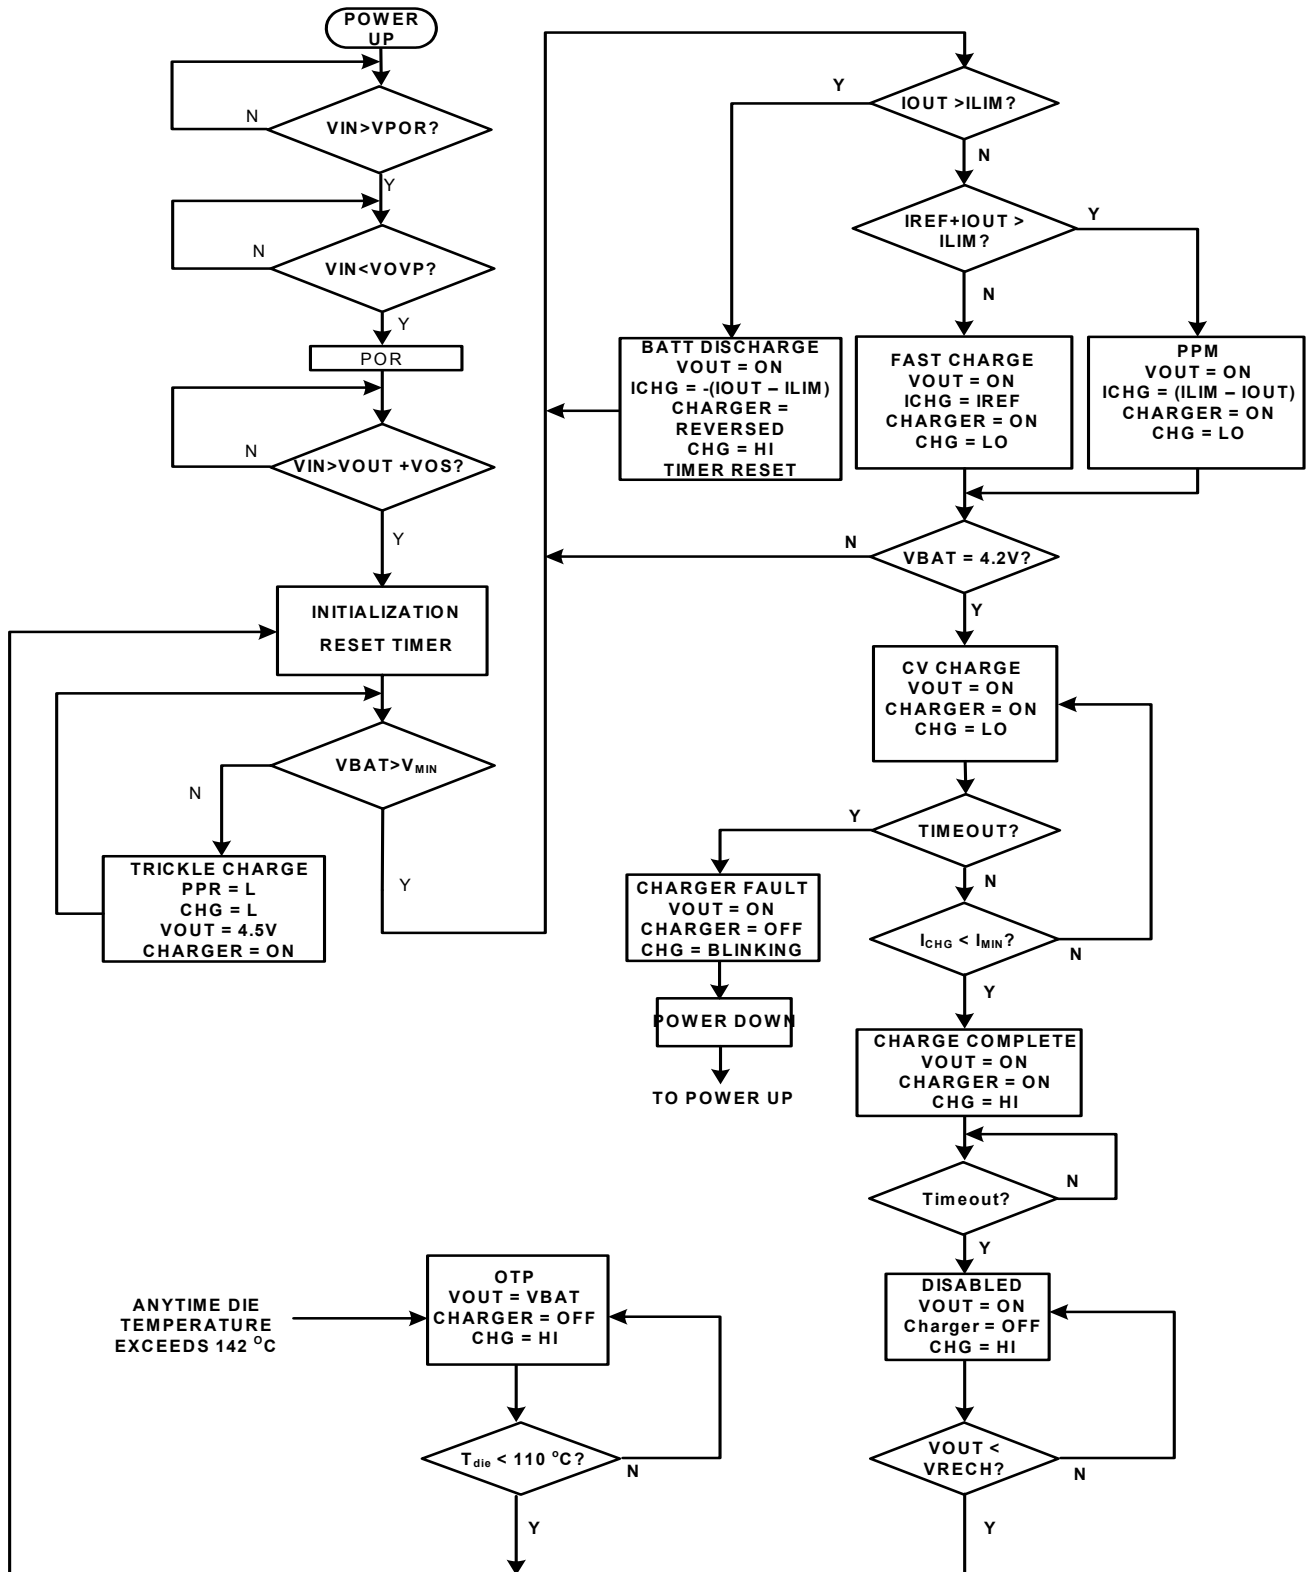 POWER
UP
N
VIN>VPOR?
Y
N
VIN<VOVP?
Y
POR
N
VIN>VOUT +VOS?
Y
INITIALIZATION
RESET TIMER
VBAT>VMIN
N
Y
TRICKLE CHARGE
PPR = L
CHG = L
VOUT = 4.5V
CHARGER = ON
Y
IOUT >ILIM?
N
IREF+IOUT >
ILIM?
Y
N
BATT DISCHARGE
VOUT = ON
ICHG = -(IOUT – ILIM)
CHARGER =
REVERSED
CHG = HI
TIMER RESET
FAST CHARGE
VOUT = ON
ICHG = IREF
CHARGER = ON
CHG = LO
PPM
VOUT = ON
ICHG = (ILIM – IOUT)
CHARGER = ON
CHG = LO
N
VBAT = 4.2V?
Y
CV CHARGE
VOUT = ON
CHARGER = ON
CHG = LO
Y
TIMEOUT?
N
CHARGER FAULT
VOUT = ON
CHARGER = OFF
CHG = BLINKING
POWER DOWN
TO POWER UP
ICHG < IMIN?
N
Y
CHARGE COMPLETE
VOUT = ON
CHARGER = ON
CHG = HI
Timeout?
N
Y
DISABLED
VOUT = ON
Charger = OFF
CHG = HI
VOUT <
VRECH?
N
Y
ANYTIME DIE
TEMPERATURE
EXCEEDS 142 °C
OTP
VOUT = VBAT
CHARGER = OFF
CHG = HI
Tdie < 110 °C?
N
Y